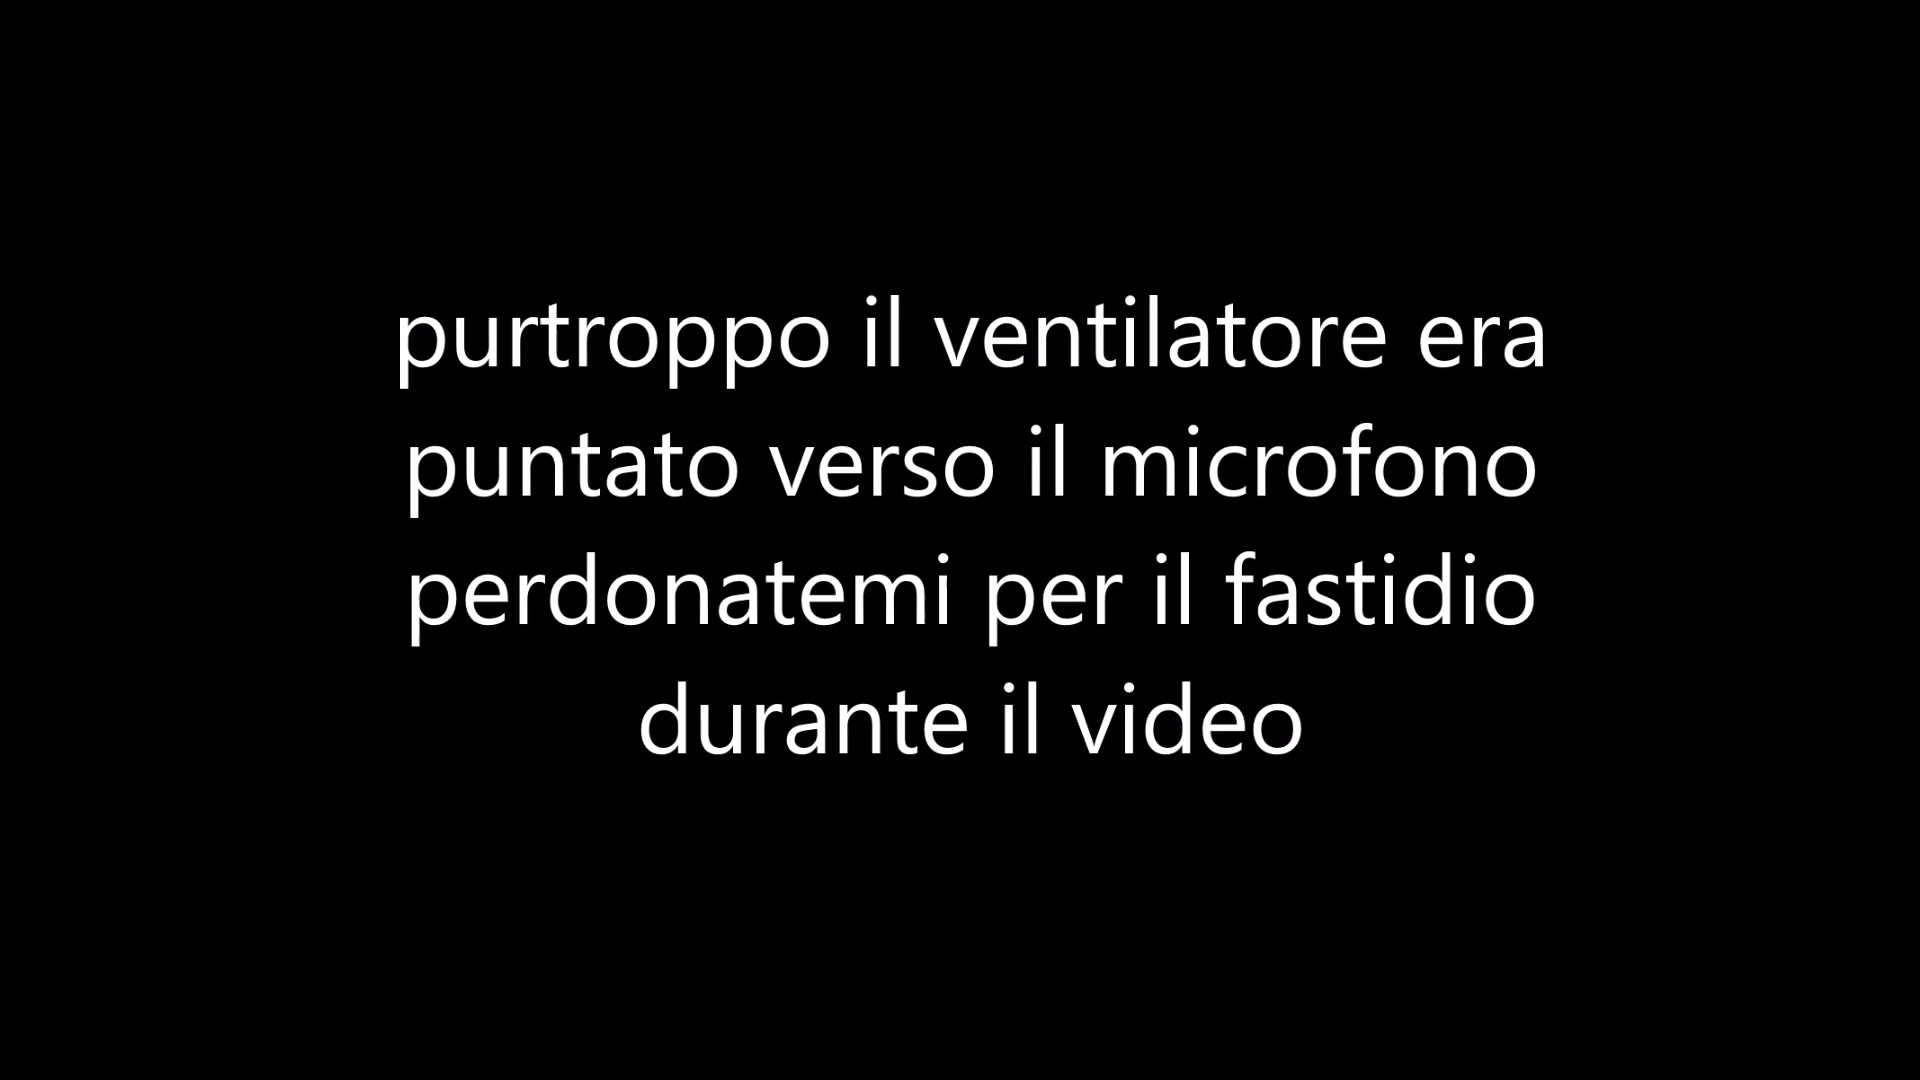 purtroppo il ventilatore era
puntato verso il microfono
perdonatemi per il fastidio
durante il video